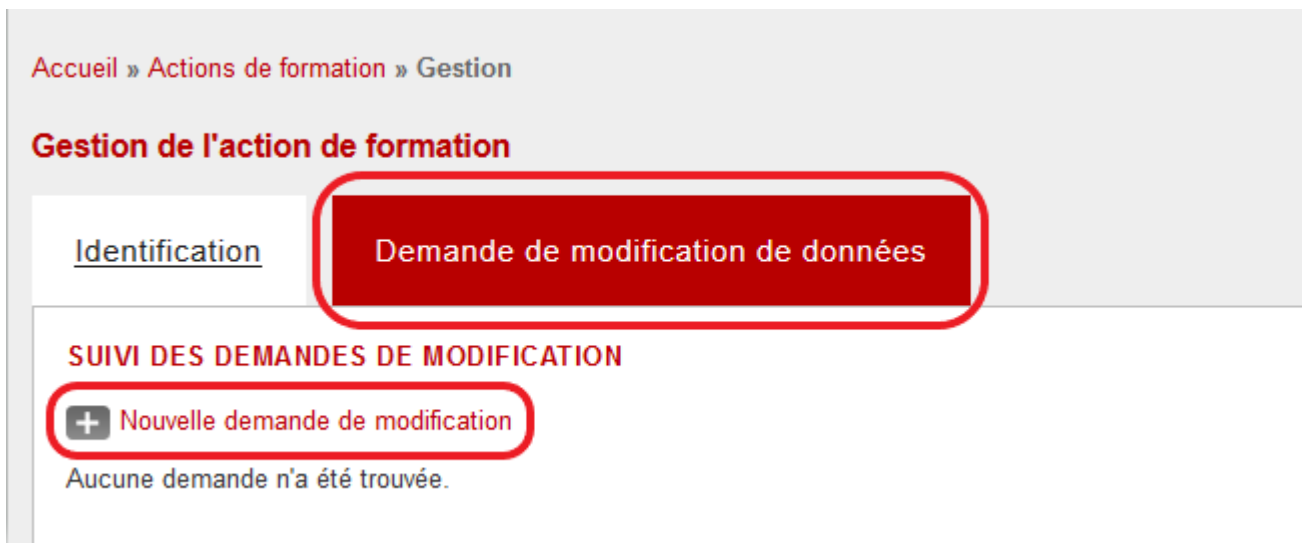 Accueil » Actions de formation » Gestion
Gestion de l'action de formation
Identification
Demande de modification de données
SUIVI DES DEMANDES DE MODIFICATION
Nouvelle demande de modification
Aucune demande n'a été trouvée.